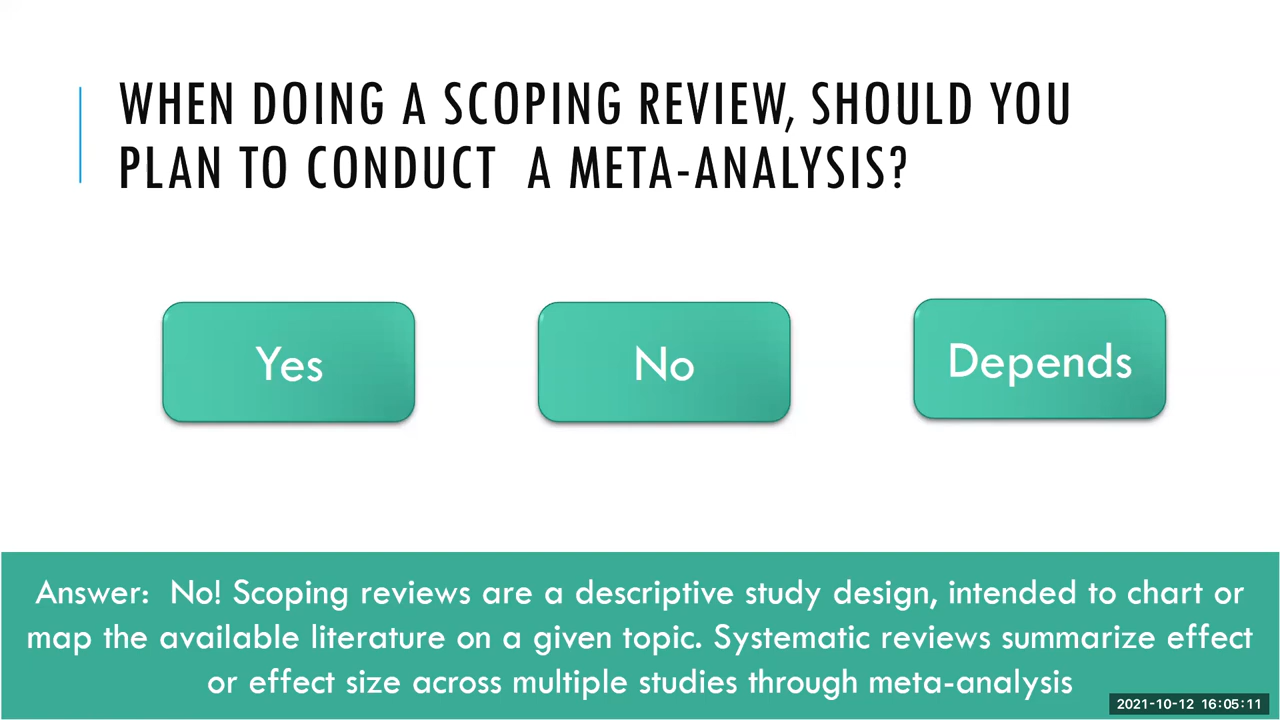 WHEN DOING A SCOPING REVIEW, SHOULD YOU
PLAN TO CONDUCT A META-ANALYSIS?
Yes
No
Depends
Answer: No! Scoping reviews are a descriptive study design, intended to chart or
map the available literature on a given topic. Systematic reviews summarize effect
or effect size across multiple studies through meta-analysis
2021-10-12 16:05:11